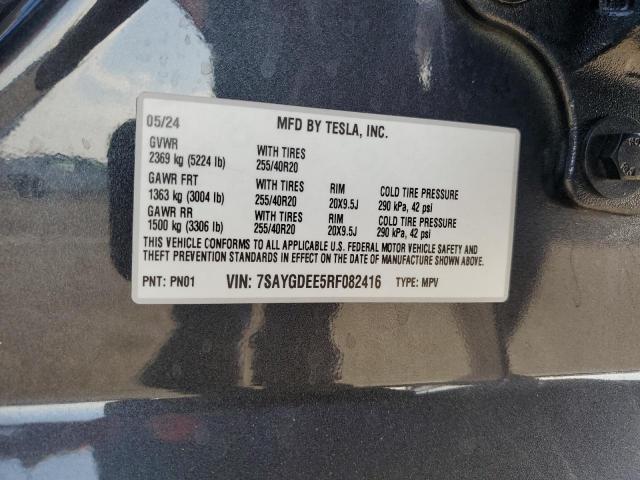 05/24 MFD BY TESLA, INC.
GVWR WITH TIRES
2369 kg (5224 lb) 255/40R20
GAWR FRT WITH TIRES RIM COLD TIRE PRESSURE
1363 kg (3004 lb) 255/40R20 20X9.5J 290 kPa, 42 psi
GAWR RR WITH TIRES RIM COLD TIRE PRESSURE
1500 kg (3306 lb) 255/40R20 20X9.5J 290 kPa, 42 psi
THIS VEHICLE CONFORMS TO ALL APPLICABLE U.S. FEDERAL MOTOR VEHICLE SAFETY AND
THEFT PREVENTION STANDARDS IN EFFECT ON THE DATE OF MANUFACTURE SHOWN ABOVE.
PNT: PN01 VIN: 7SAYGDEE5RF082416 TYPE: MPV